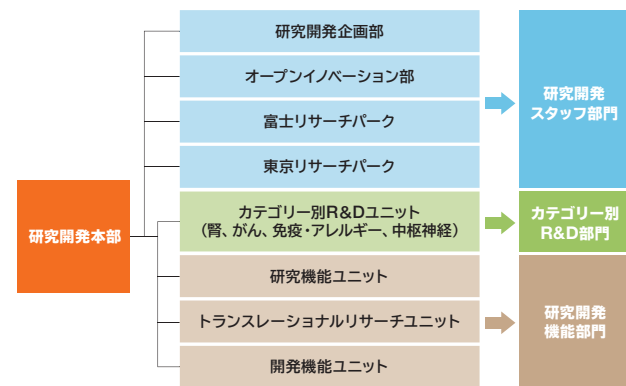 研究開発本部
研究開発企画部
オープンイノベーション部
富士リサーチパーク
東京リサーチパーク
カテゴリー別R&Dユニット
（腎、がん、免疫・アレルギー、中枢神経）
研究機能ユニット
トランスレーショナルリサーチユニット
開発機能ユニット
研究開発
スタッフ部門
カテゴリー別
R&D部門
研究開発
機能部門